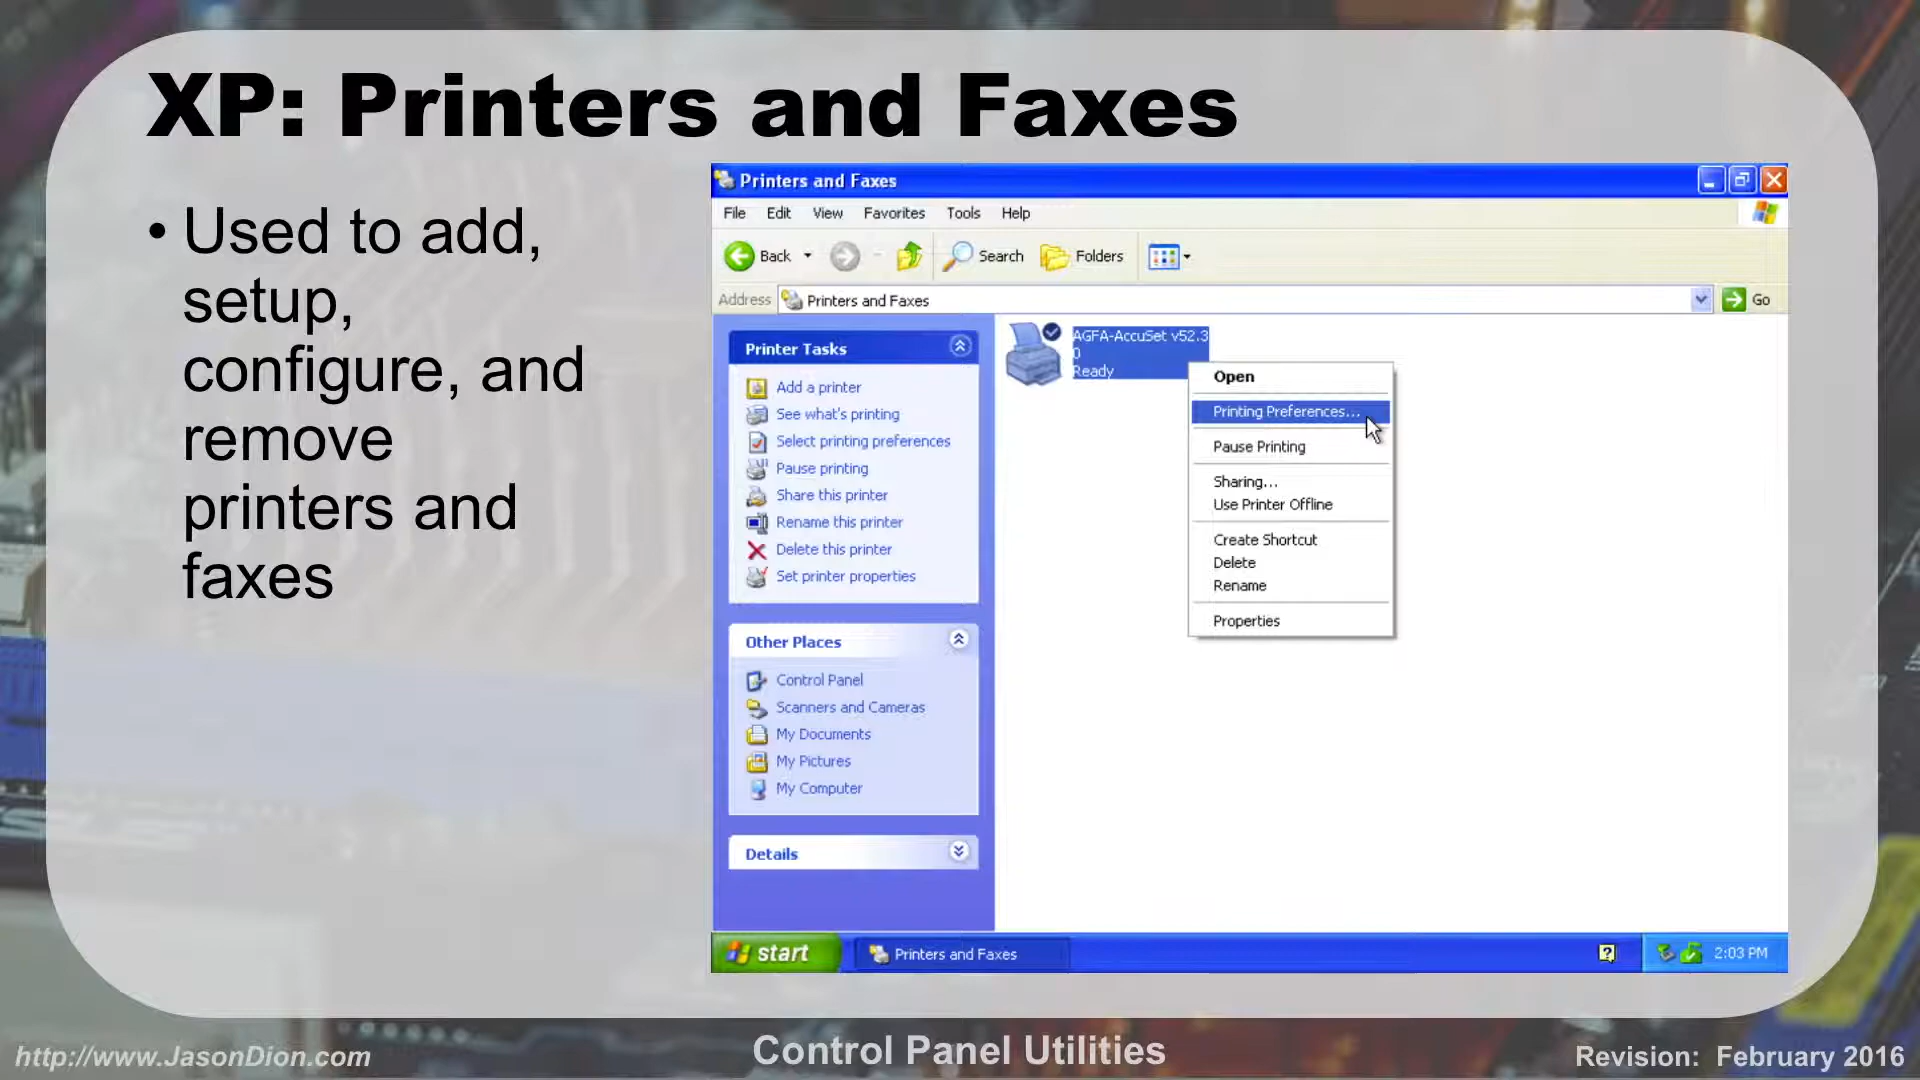 XP: Printers and Faxes
• Used to add,
setup,
configure, and
remove
printers and
faxes
Printers and Faxes
File Edit View Favorites Tools Help
Back Search Folders
Address Printers and Faxes Go
Printer Tasks
Add a printer
See what's printing
Select printing preferences
Pause printing
Share this printer
Rename this printer
Delete this printer
Set printer properties
Other Places
Control Panel
Scanners and Cameras
My Documents
My Pictures
My Computer
Details
AGFA-AccuSet v52.3
0
Ready
Open
Printing Preferences...
Pause Printing
Sharing...
Use Printer Offline
Create Shortcut
Delete
Rename
Properties
start Printers and Faxes 2:03 PM
http://www.JasonDion.com
Control Panel Utilities
Revision: February 2016